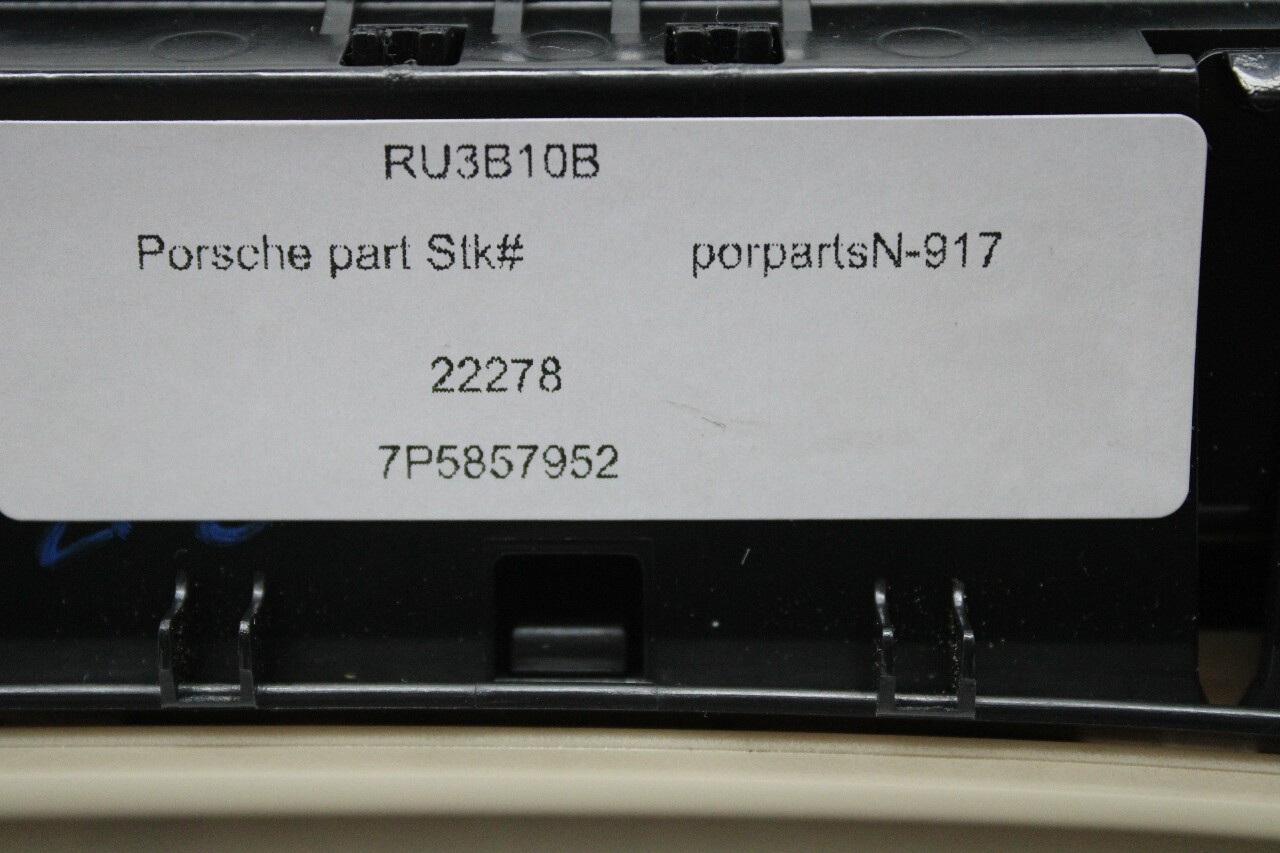 RU3B10B
Porsche part Stk# porpartsN-917
22278
7P5857952